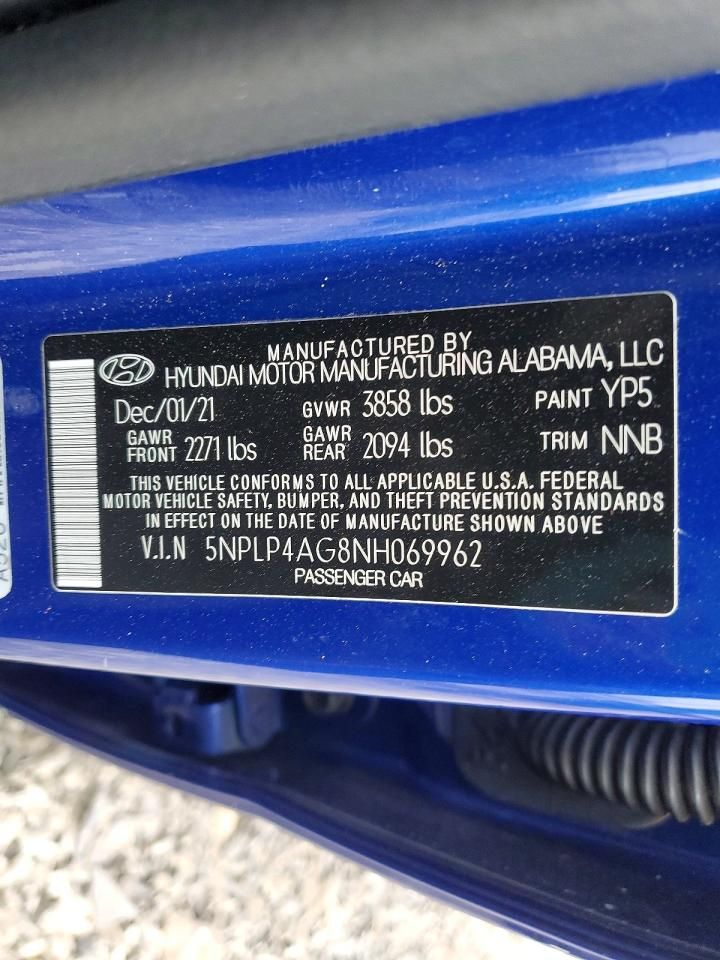 MANUFACTURED BY
HYUNDAI MOTOR MANUFACTURING ALABAMA, LLC
Dec/01/21 GVWR 3858 lbs PAINT YP5
GAWR FRONT 2271 lbs GAWR REAR 2094 lbs TRIM NNB
THIS VEHICLE CONFORMS TO ALL APPLICABLE U.S.A. FEDERAL
MOTOR VEHICLE SAFETY, BUMPER, AND THEFT PREVENTION STANDARDS
IN EFFECT ON THE DATE OF MANUFACTURE SHOWN ABOVE
V.I.N 5NPLP4AG8NH069962
PASSENGER CAR